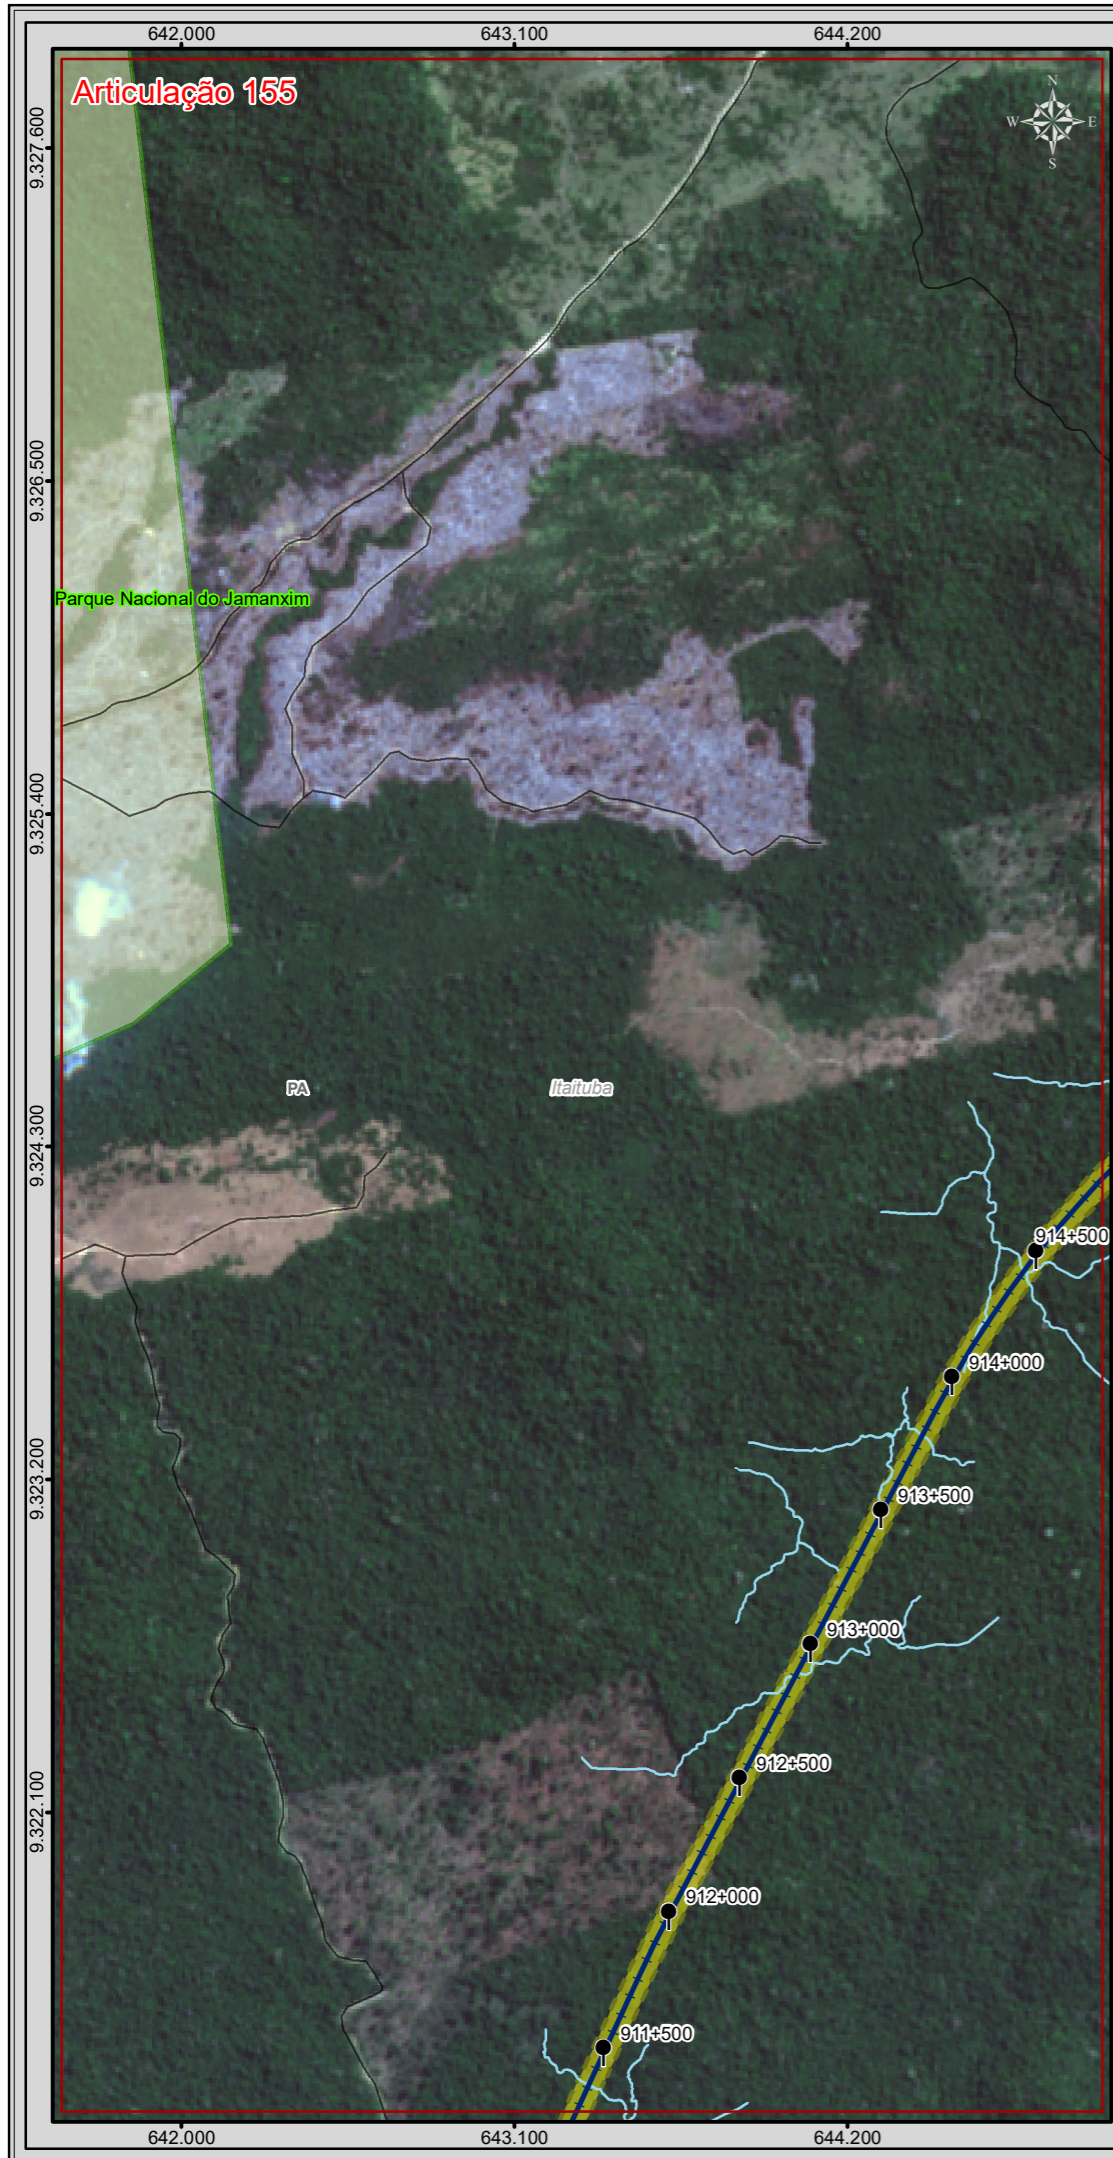 642.000
643.100
644.200
Articulação 155
N
W
E
S
9.327.600
9.326.500
Parque Nacional do Jamanxim
9.325.400
PA
Itaituba
9.324.300
914+500
914+000
9.323.200
913+500
913+000
912+500
9.322.100
912+000
911+500
642.000
643.100
644.200